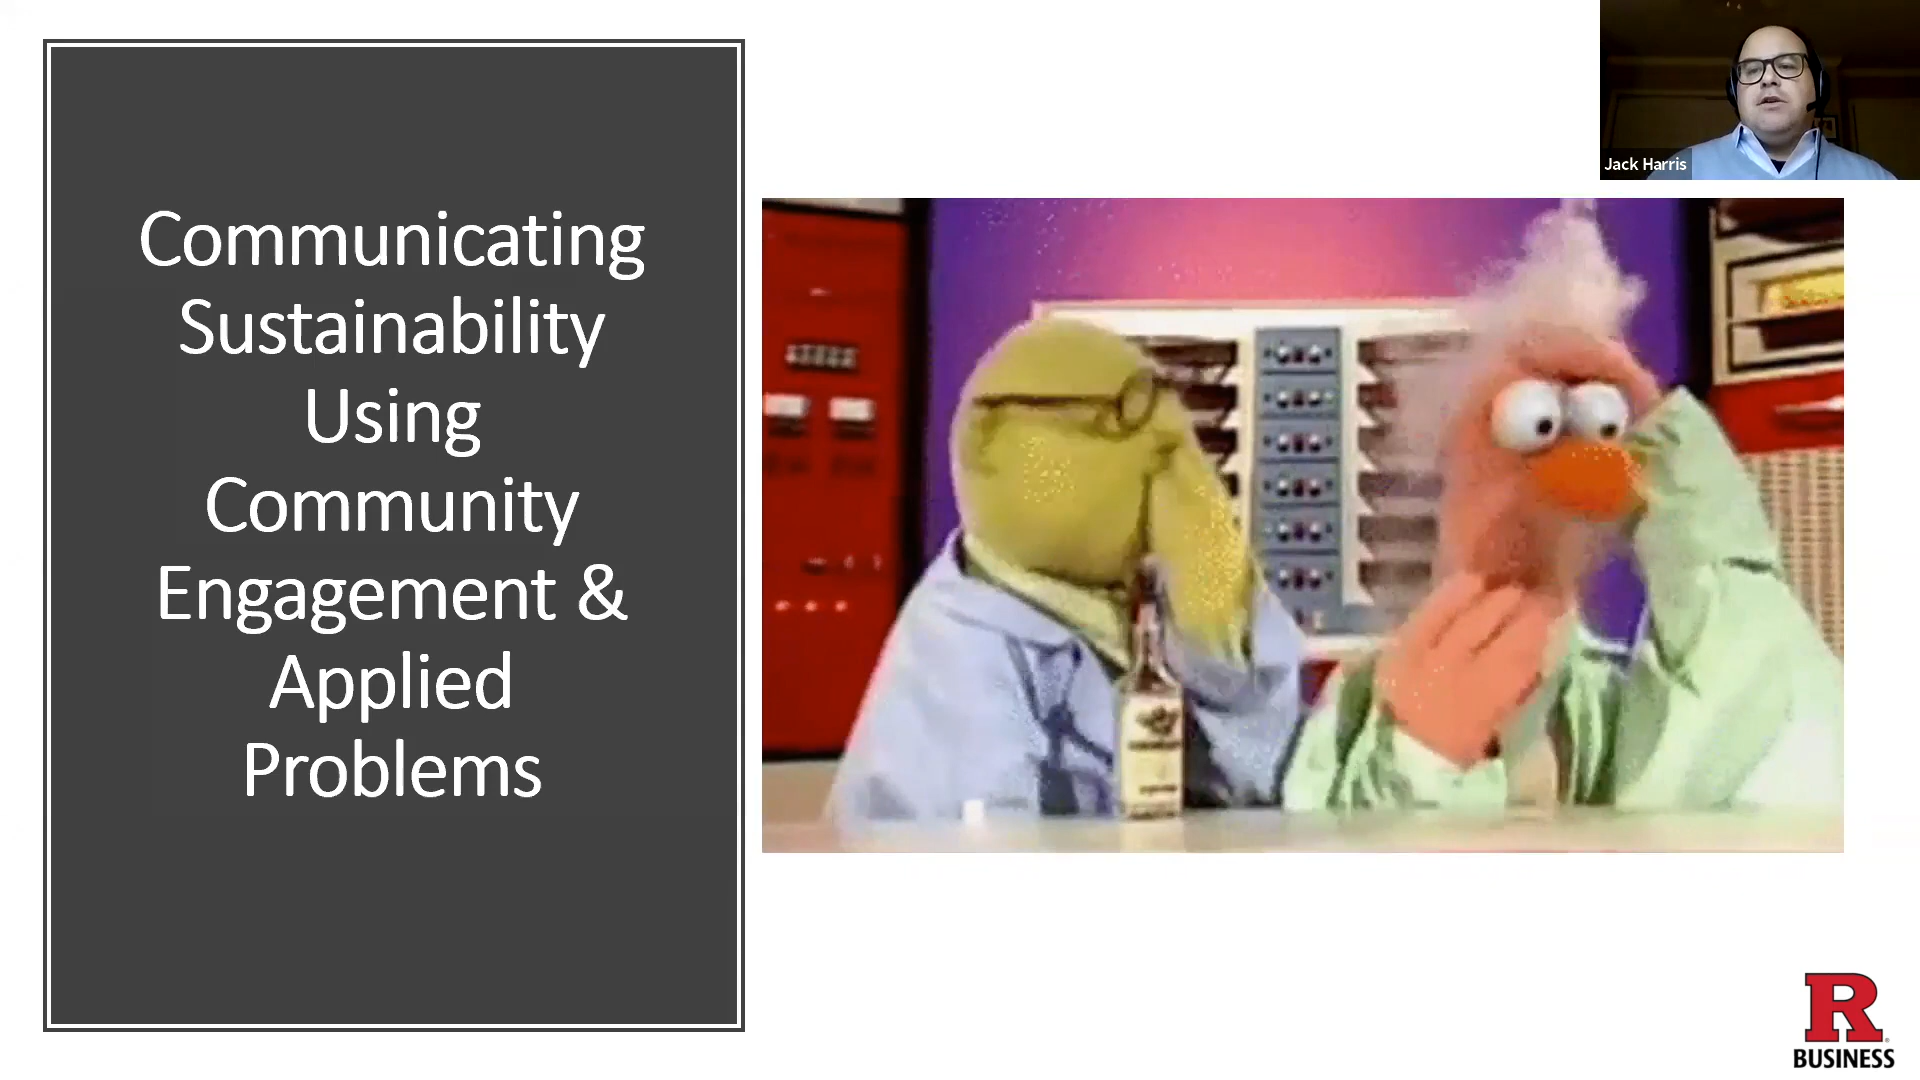 Communicating
Sustainability
Using
Community
Engagement &
Applied
Problems
Jack Harris
R
BUSINESS